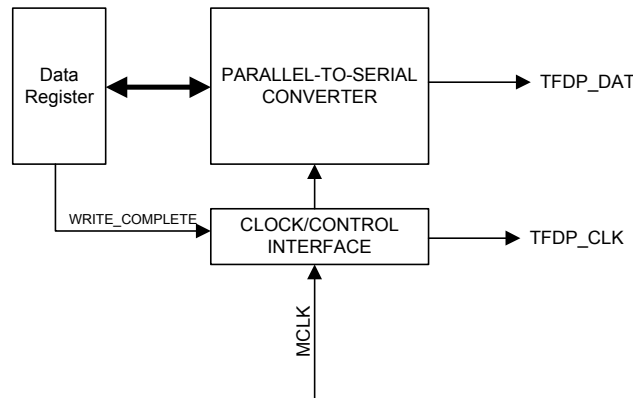 Data
Register
PARALLEL-TO-SERIAL
CONVERTER
TFDP_DAT
WRITE_COMPLETE
CLOCK/CONTROL
INTERFACE
TFDP_CLK
MCLK